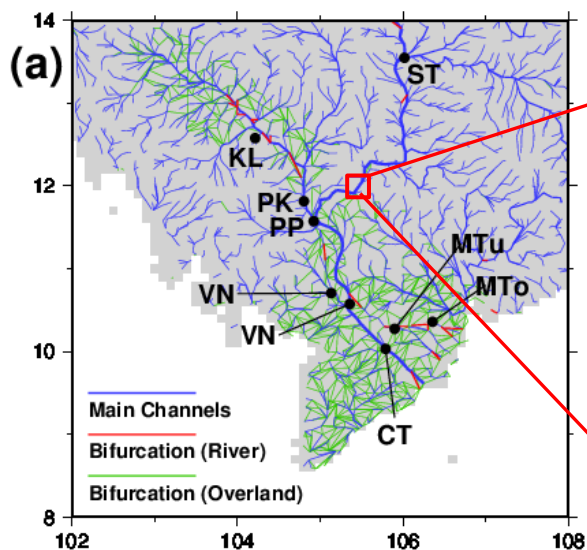 14
(a)
ST
KL
12
PK
PP
MTu
MTo
VN
VN
10
CT
Main Channels
Bifurcation (River)
Bifurcation (Overland)
8
102 104 106 108